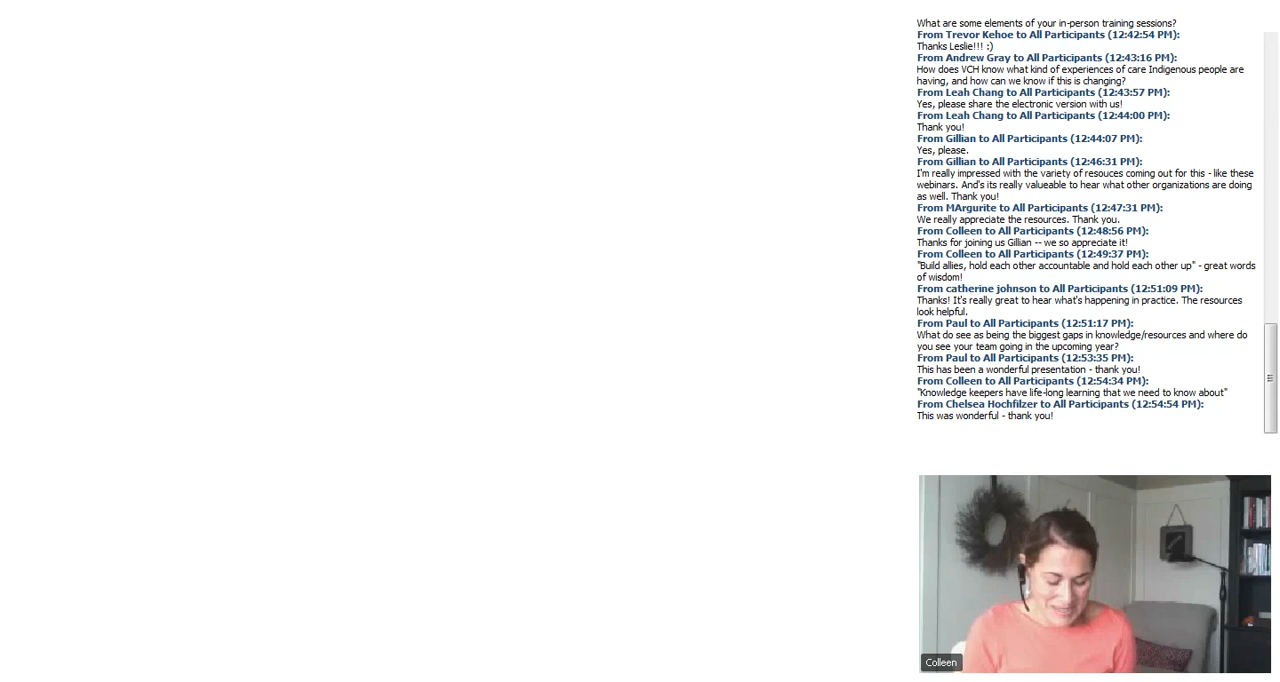 What are some elements of your in-person training sessions?
From Trevor Kehoe to All Participants (12:42:54 PM):
Thanks Leslie!!! :)
From Andrew Gray to All Participants (12:43:16 PM):
How does VCH know what kind of experiences of care Indigenous people are
having, and how can we know if this is changing?
From Leah Chang to All Participants (12:43:57 PM):
Yes, please share the electronic version with us!
From Leah Chang to All Participants (12:44:00 PM):
Thank you!
From Gillian to All Participants (12:44:07 PM):
Yes, please.
From Gillian to All Participants (12:46:31 PM):
I'm really impressed with the variety of resouces coming out for this - like these
webinars. And's its really valueable to hear what other organizations are doing
as well. Thank you!
From MArgurite to All Participants (12:47:31 PM):
We really appreciate the resources. Thank you.
From Colleen to All Participants (12:48:56 PM):
Thanks for joining us Gillian -- we so appreciate it!
From Colleen to All Participants (12:49:37 PM):
"Build allies, hold each other accountable and hold each other up" - great words
of wisdom!
From catherine johnson to All Participants (12:51:09 PM):
Thanks! It's really great to hear what's happening in practice. The resources
look helpful.
From Paul to All Participants (12:51:17 PM):
What do see as being the biggest gaps in knowledge/resources and where do
you see your team going in the upcoming year?
From Paul to All Participants (12:53:35 PM):
This has been a wonderful presentation - thank you!
From Colleen to All Participants (12:54:34 PM):
"Knowledge keepers have life-long learning that we need to know about"
From Chelsea Hochfilzer to All Participants (12:54:54 PM):
This was wonderful - thank you!
Colleen